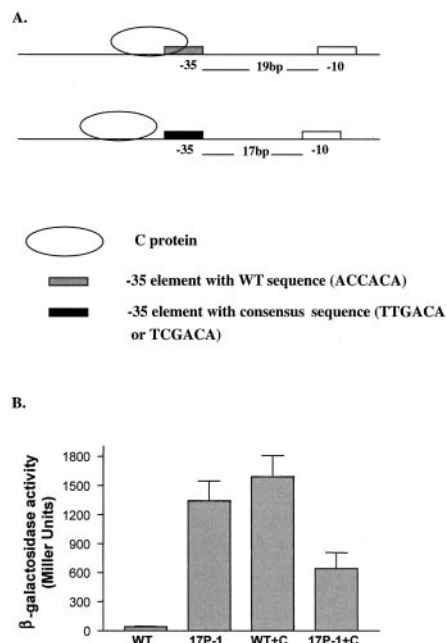 A.
-35 19bp -10
-35 17bp -10
C protein
-35 element with WT sequence (ACCACA)
-35 element with consensus sequence (TTGACA
or TCGACA)
B.
β-galactosidase activity
(Miller Units)
1800
1500
1200
900
600
300
0
WT 17P-1 WT+C 17P-1+C